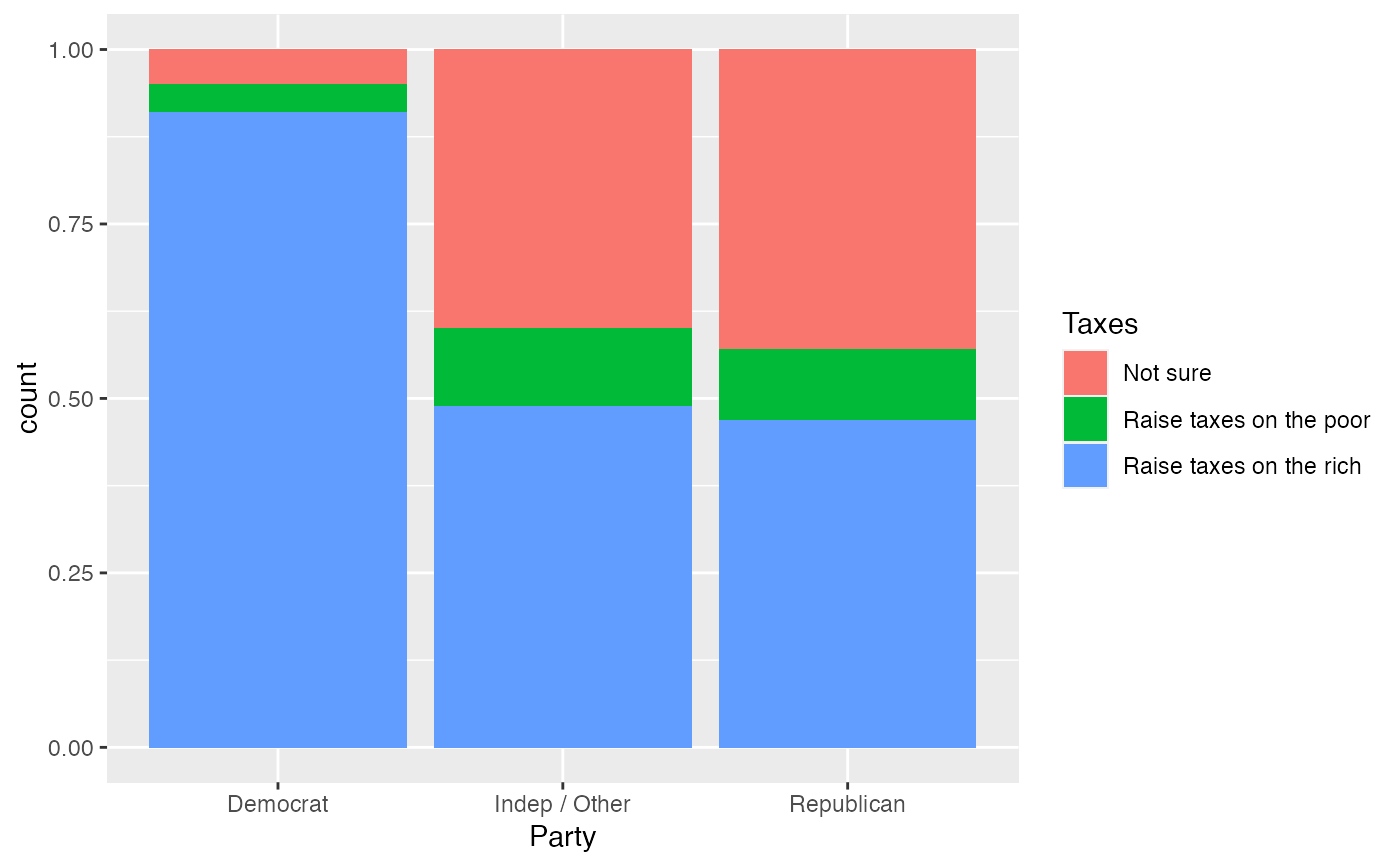 1.00
0.75
0.50
0.25
0.00
count
Democrat
Indep / Other
Republican
Party
Taxes
Not sure
Raise taxes on the poor
Raise taxes on the rich